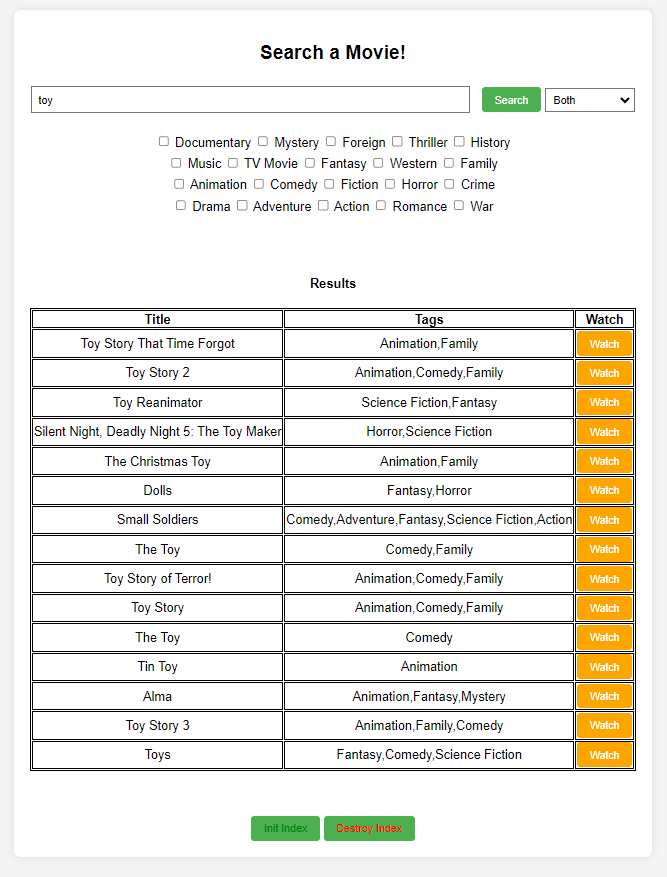 Search a Movie!
toy Search Both
Documentary Mystery Foreign Thriller History
Music TV Movie Fantasy Western Family
Animation Comedy Fiction Horror Crime
Drama Adventure Action Romance War
Results
Title Tags Watch
Toy Story That Time Forgot Animation,Family Watch
Toy Story 2 Animation,Comedy,Family Watch
Toy Reanimator Science Fiction,Fantasy Watch
Silent Night, Deadly Night 5: The Toy Maker Horror,Science Fiction Watch
The Christmas Toy Animation,Family Watch
Dolls Fantasy,Horror Watch
Small Soldiers Comedy,Adventure,Fantasy,Science Fiction,Action Watch
The Toy Comedy,Family Watch
Toy Story of Terror! Animation,Comedy,Family Watch
Toy Story Animation,Comedy,Family Watch
The Toy Comedy Watch
Tin Toy Animation Watch
Alma Animation,Fantasy,Mystery Watch
Toy Story 3 Animation,Family,Comedy Watch
Toys Fantasy,Comedy,Science Fiction Watch
Init Index Destroy Index